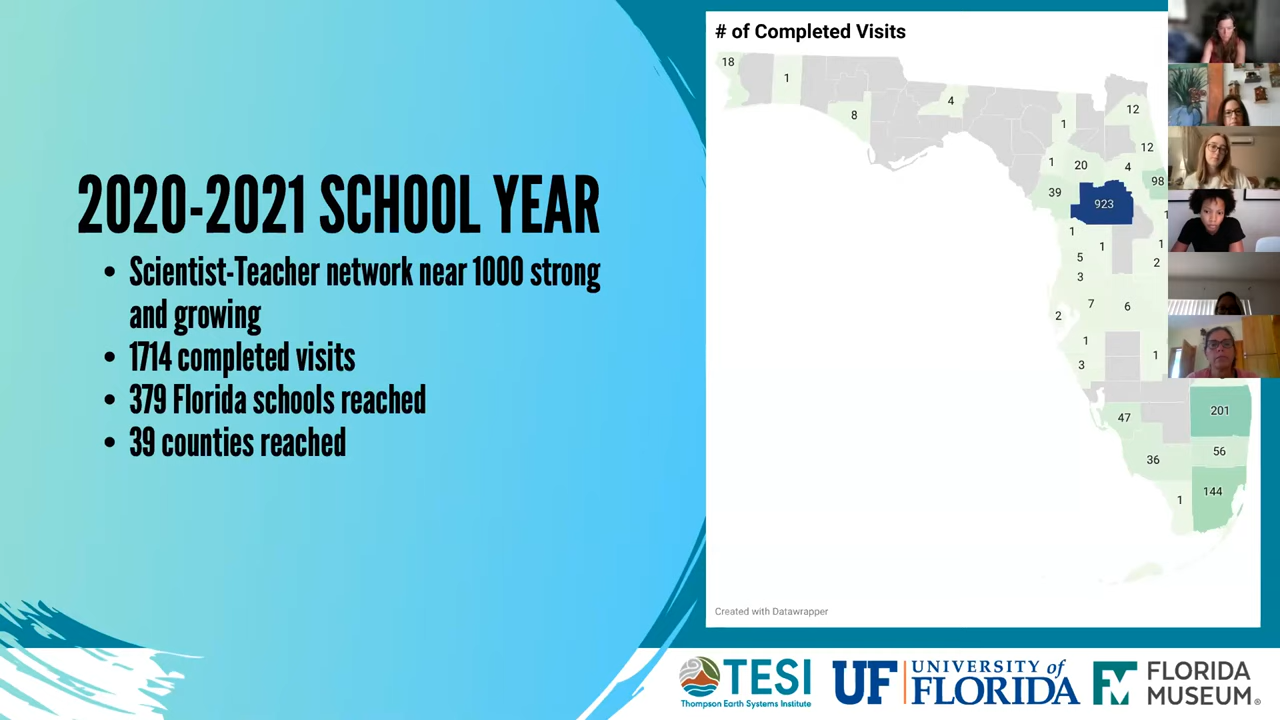 2020-2021 SCHOOL YEAR
• Scientist-Teacher network near 1000 strong
and growing
• 1714 completed visits
• 379 Florida schools reached
• 39 counties reached
# of Completed Visits
18
1
8
4
1
12
12
1
20
4
39
98
923
1
1
1
1
5
2
3
7
6
2
1
3
1
47
201
36
56
1
144
Created with Datawrapper
TESI
Thompson Earth Systems Institute
UF UNIVERSITY of
FLORIDA
FLORIDA
MUSEUM®